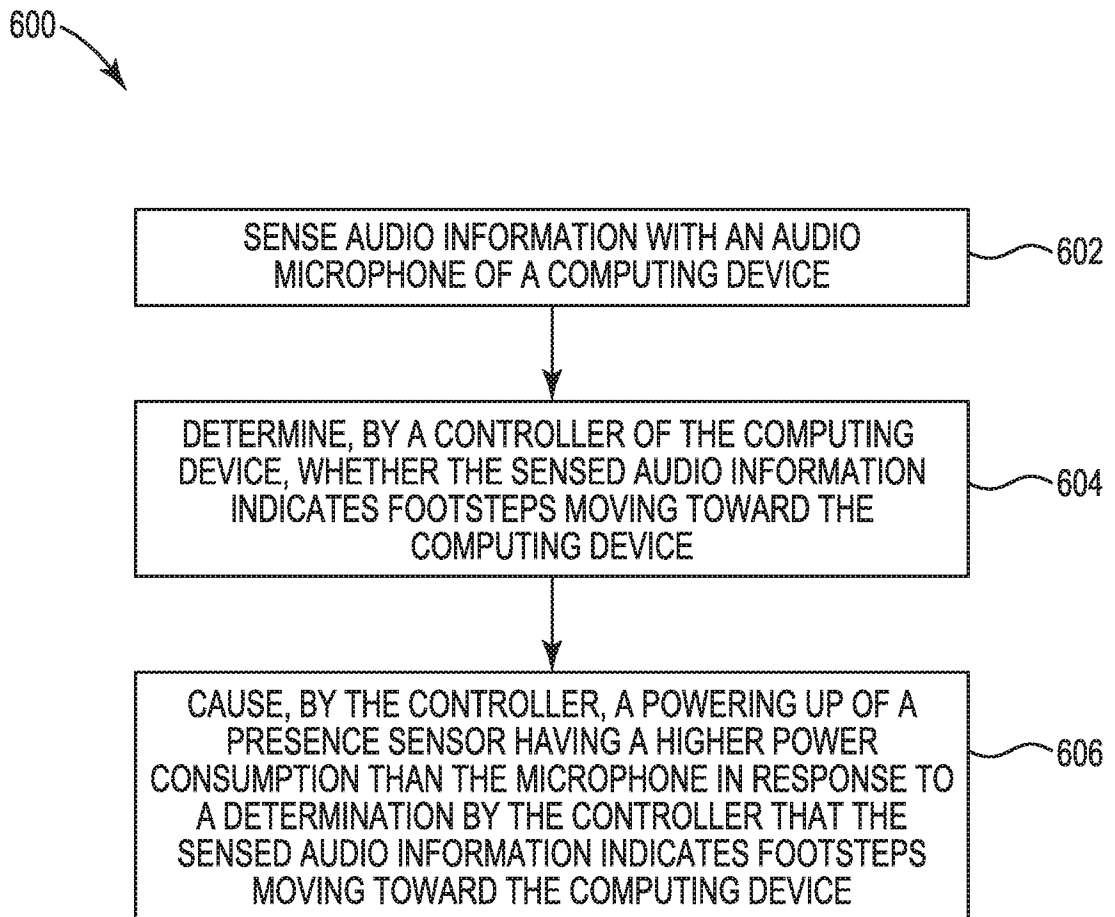 600
SENSE AUDIO INFORMATION WITH AN AUDIO
MICROPHONE OF A COMPUTING DEVICE
602
DETERMINE, BY A CONTROLLER OF THE COMPUTING
DEVICE, WHETHER THE SENSED AUDIO INFORMATION
INDICATES FOOTSTEPS MOVING TOWARD THE
COMPUTING DEVICE
604
CAUSE, BY THE CONTROLLER, A POWERING UP OF A
PRESENCE SENSOR HAVING A HIGHER POWER
CONSUMPTION THAN THE MICROPHONE IN RESPONSE TO
A DETERMINATION BY THE CONTROLLER THAT THE
SENSED AUDIO INFORMATION INDICATES FOOTSTEPS
MOVING TOWARD THE COMPUTING DEVICE
606